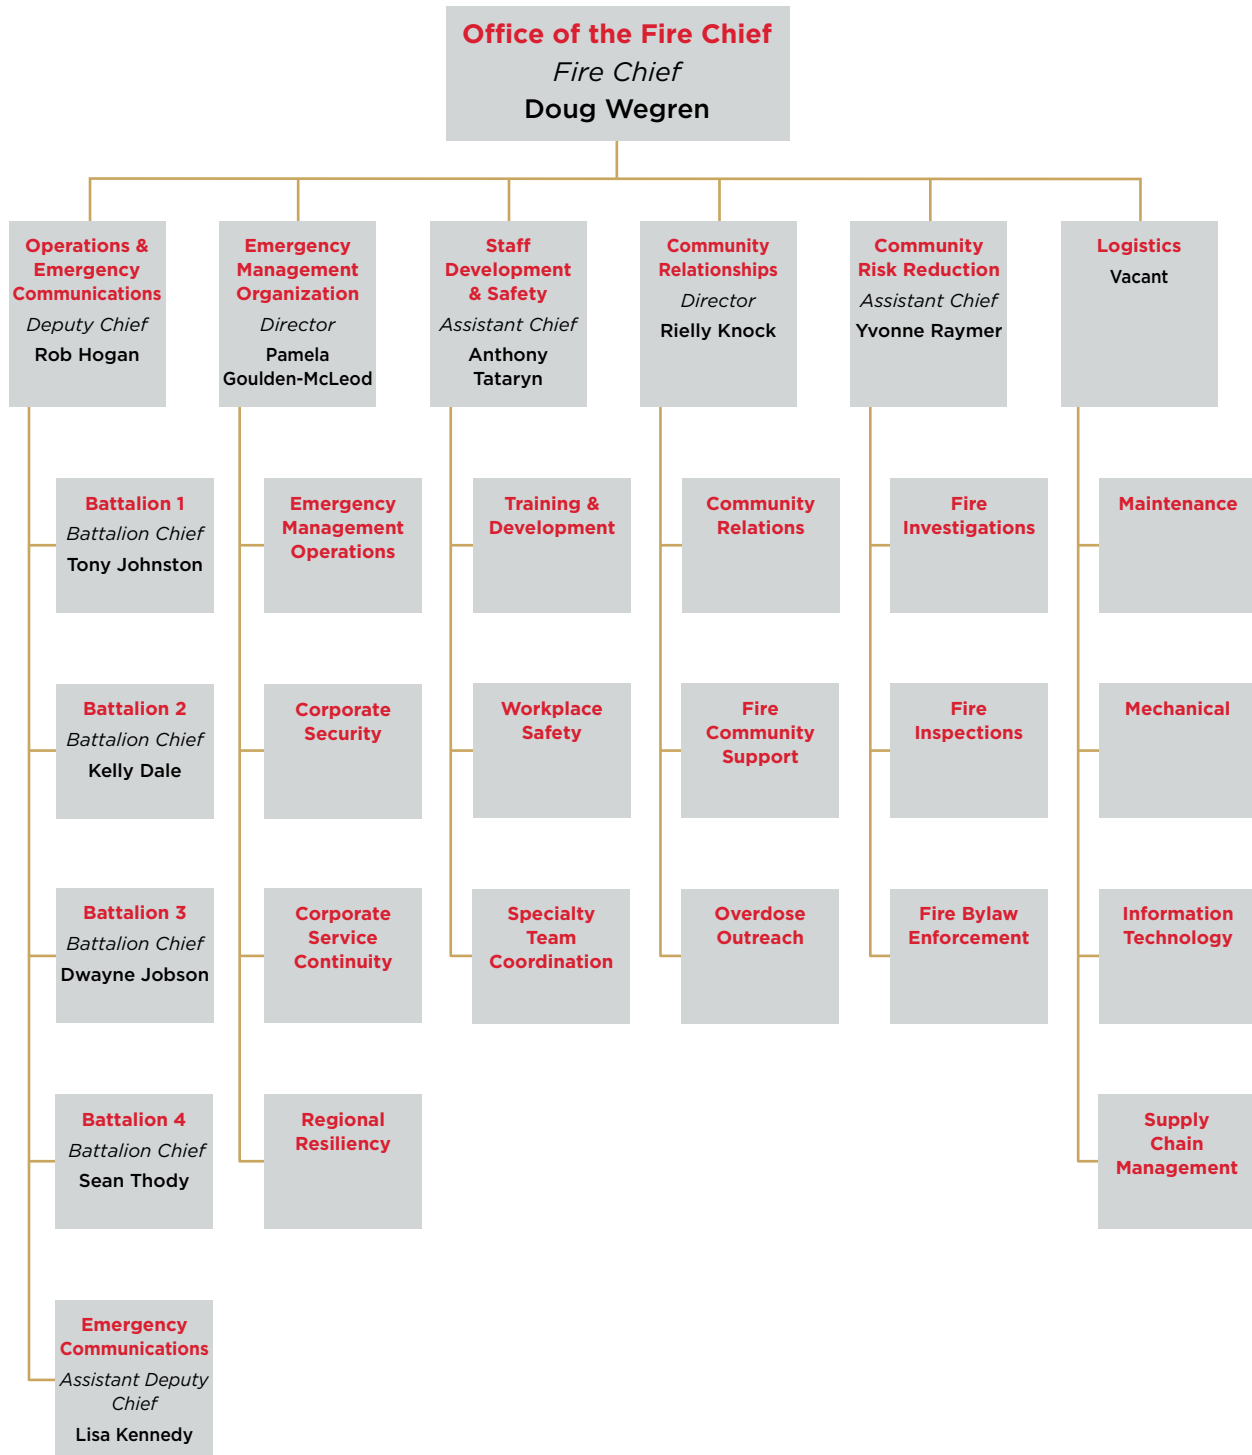 Office of the Fire Chief
Fire Chief
Doug Wegren
Operations &
Emergency
Communications
Deputy Chief
Rob Hogan
Emergency
Management
Organization
Director
Pamela
Goulden-McLeod
Staff
Development
& Safety
Assistant Chief
Anthony
Tataryn
Community
Relationships
Director
Rielly Knock
Community
Risk Reduction
Assistant Chief
Yvonne Raymer
Logistics
Vacant
Battalion 1
Battalion Chief
Tony Johnston
Emergency
Management
Operations
Training &
Development
Community
Relations
Fire
Investigations
Maintenance
Battalion 2
Battalion Chief
Kelly Dale
Corporate
Security
Workplace
Safety
Fire
Community
Support
Fire
Inspections
Mechanical
Battalion 3
Battalion Chief
Dwayne Jobson
Corporate
Service
Continuity
Specialty
Team
Coordination
Overdose
Outreach
Fire Bylaw
Enforcement
Information
Technology
Battalion 4
Battalion Chief
Sean Thody
Regional
Resiliency
Supply
Chain
Management
Emergency
Communications
Assistant Deputy
Chief
Lisa Kennedy